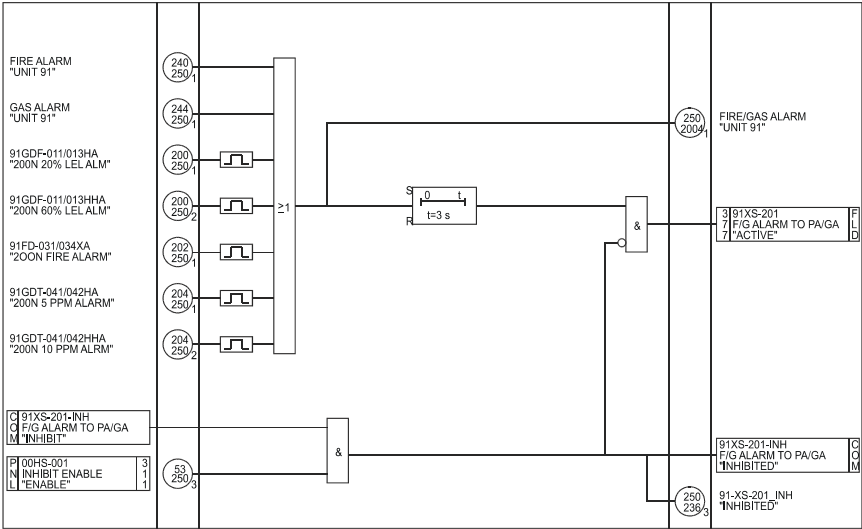 FIRE ALARM
"UNIT 91"
240
250 1
GAS ALARM
"UNIT 91"
244
250 1
91GDF-011/013HA
"200N 20% LEL ALM"
200
250 1
91GDF-011/013HHA
"200N 60% LEL ALM"
200
250 2
91FD-031/034XA
"2OON FIRE ALARM"
202
250 1
91GDT-041/042HA
"200N 5 PPM ALARM"
204
250 1
91GDT-041/042HHA
"200N 10 PPM ALRM"
204
250 2
≥1
S
R
0 t
t=3 s
&
250
2004 1
FIRE/GAS ALARM
"UNIT 91"
3 91XS-201 F
7 F/G ALARM TO PA/GA L
7 "ACTIVE" D
C 91XS-201-INH
O F/G ALARM TO PA/GA
M "INHIBIT"
P 00HS-001 3
N INHIBIT ENABLE 1
L "ENABLE" 1
53
250 3
&
91XS-201-INH C
F/G ALARM TO PA/GA O
"INHIBITED" M
250
236 3
91-XS-201_INH
"INHIBITED"